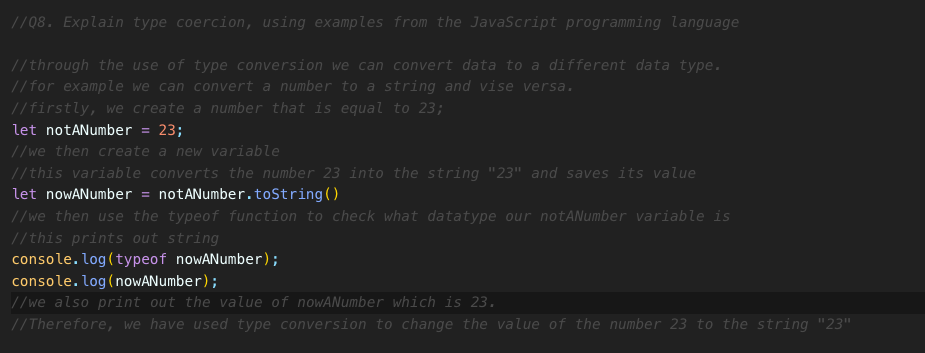 //Q8. Explain type coercion, using examples from the JavaScript programming language
//through the use of type conversion we can convert data to a different data type.
//for example we can convert a number to a string and vise versa.
//firstly, we create a number that is equal to 23;
let notANumber = 23;
//we then create a new variable
//this variable converts the number 23 into the string "23" and saves its value
let nowANumber = notANumber.toString()
//we then use the typeof function to check what datatype our notANumber variable is
//this prints out string
console.log(typeof nowANumber);
console.log(nowANumber);
//we also print out the value of nowANumber which is 23.
//Therefore, we have used type conversion to change the value of the number 23 to the string "23"